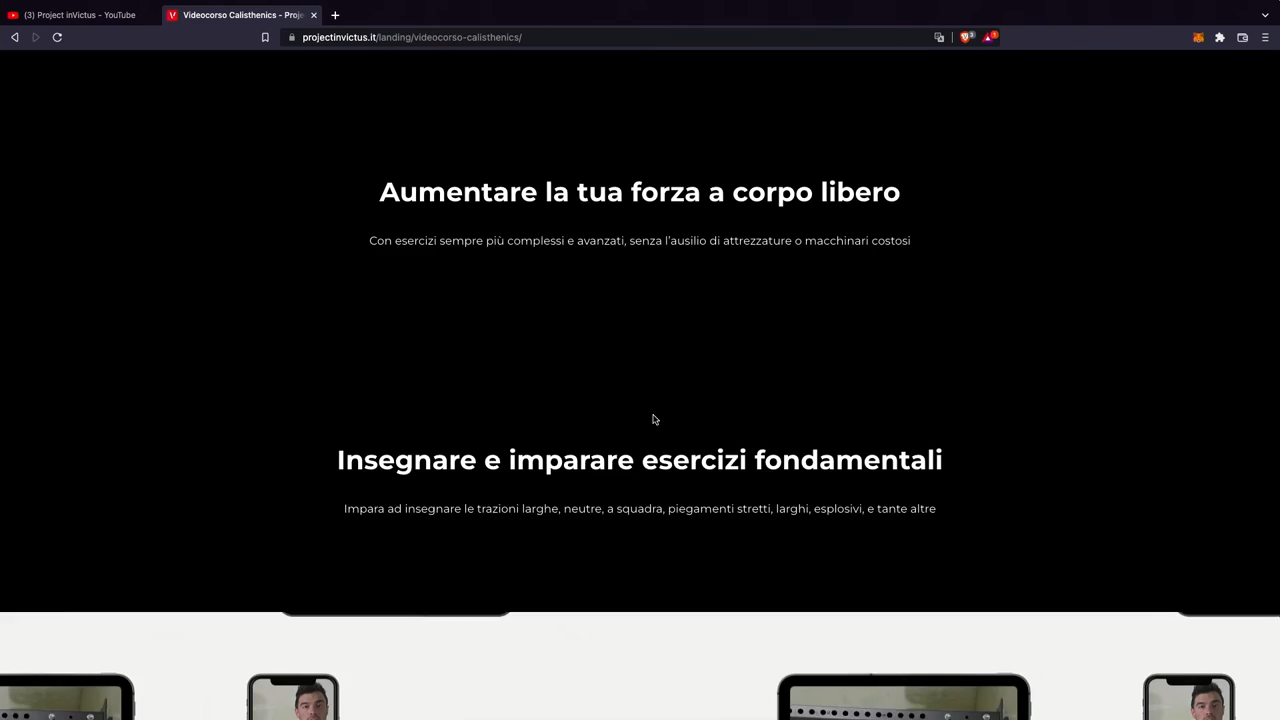 (3) Project inVictus - YouTube
Videocorso Calisthenics - Proje
projectinvictus.it/landing/videocorso-calisthenics/
3
1
Aumentare la tua forza a corpo libero
Con esercizi sempre più complessi e avanzati, senza l'ausilio di attrezzature o macchinari costosi
Insegnare e imparare esercizi fondamentali
Impara ad insegnare le trazioni larghe, neutre, a squadra, piegamenti stretti, larghi, esplosivi, e tante altre